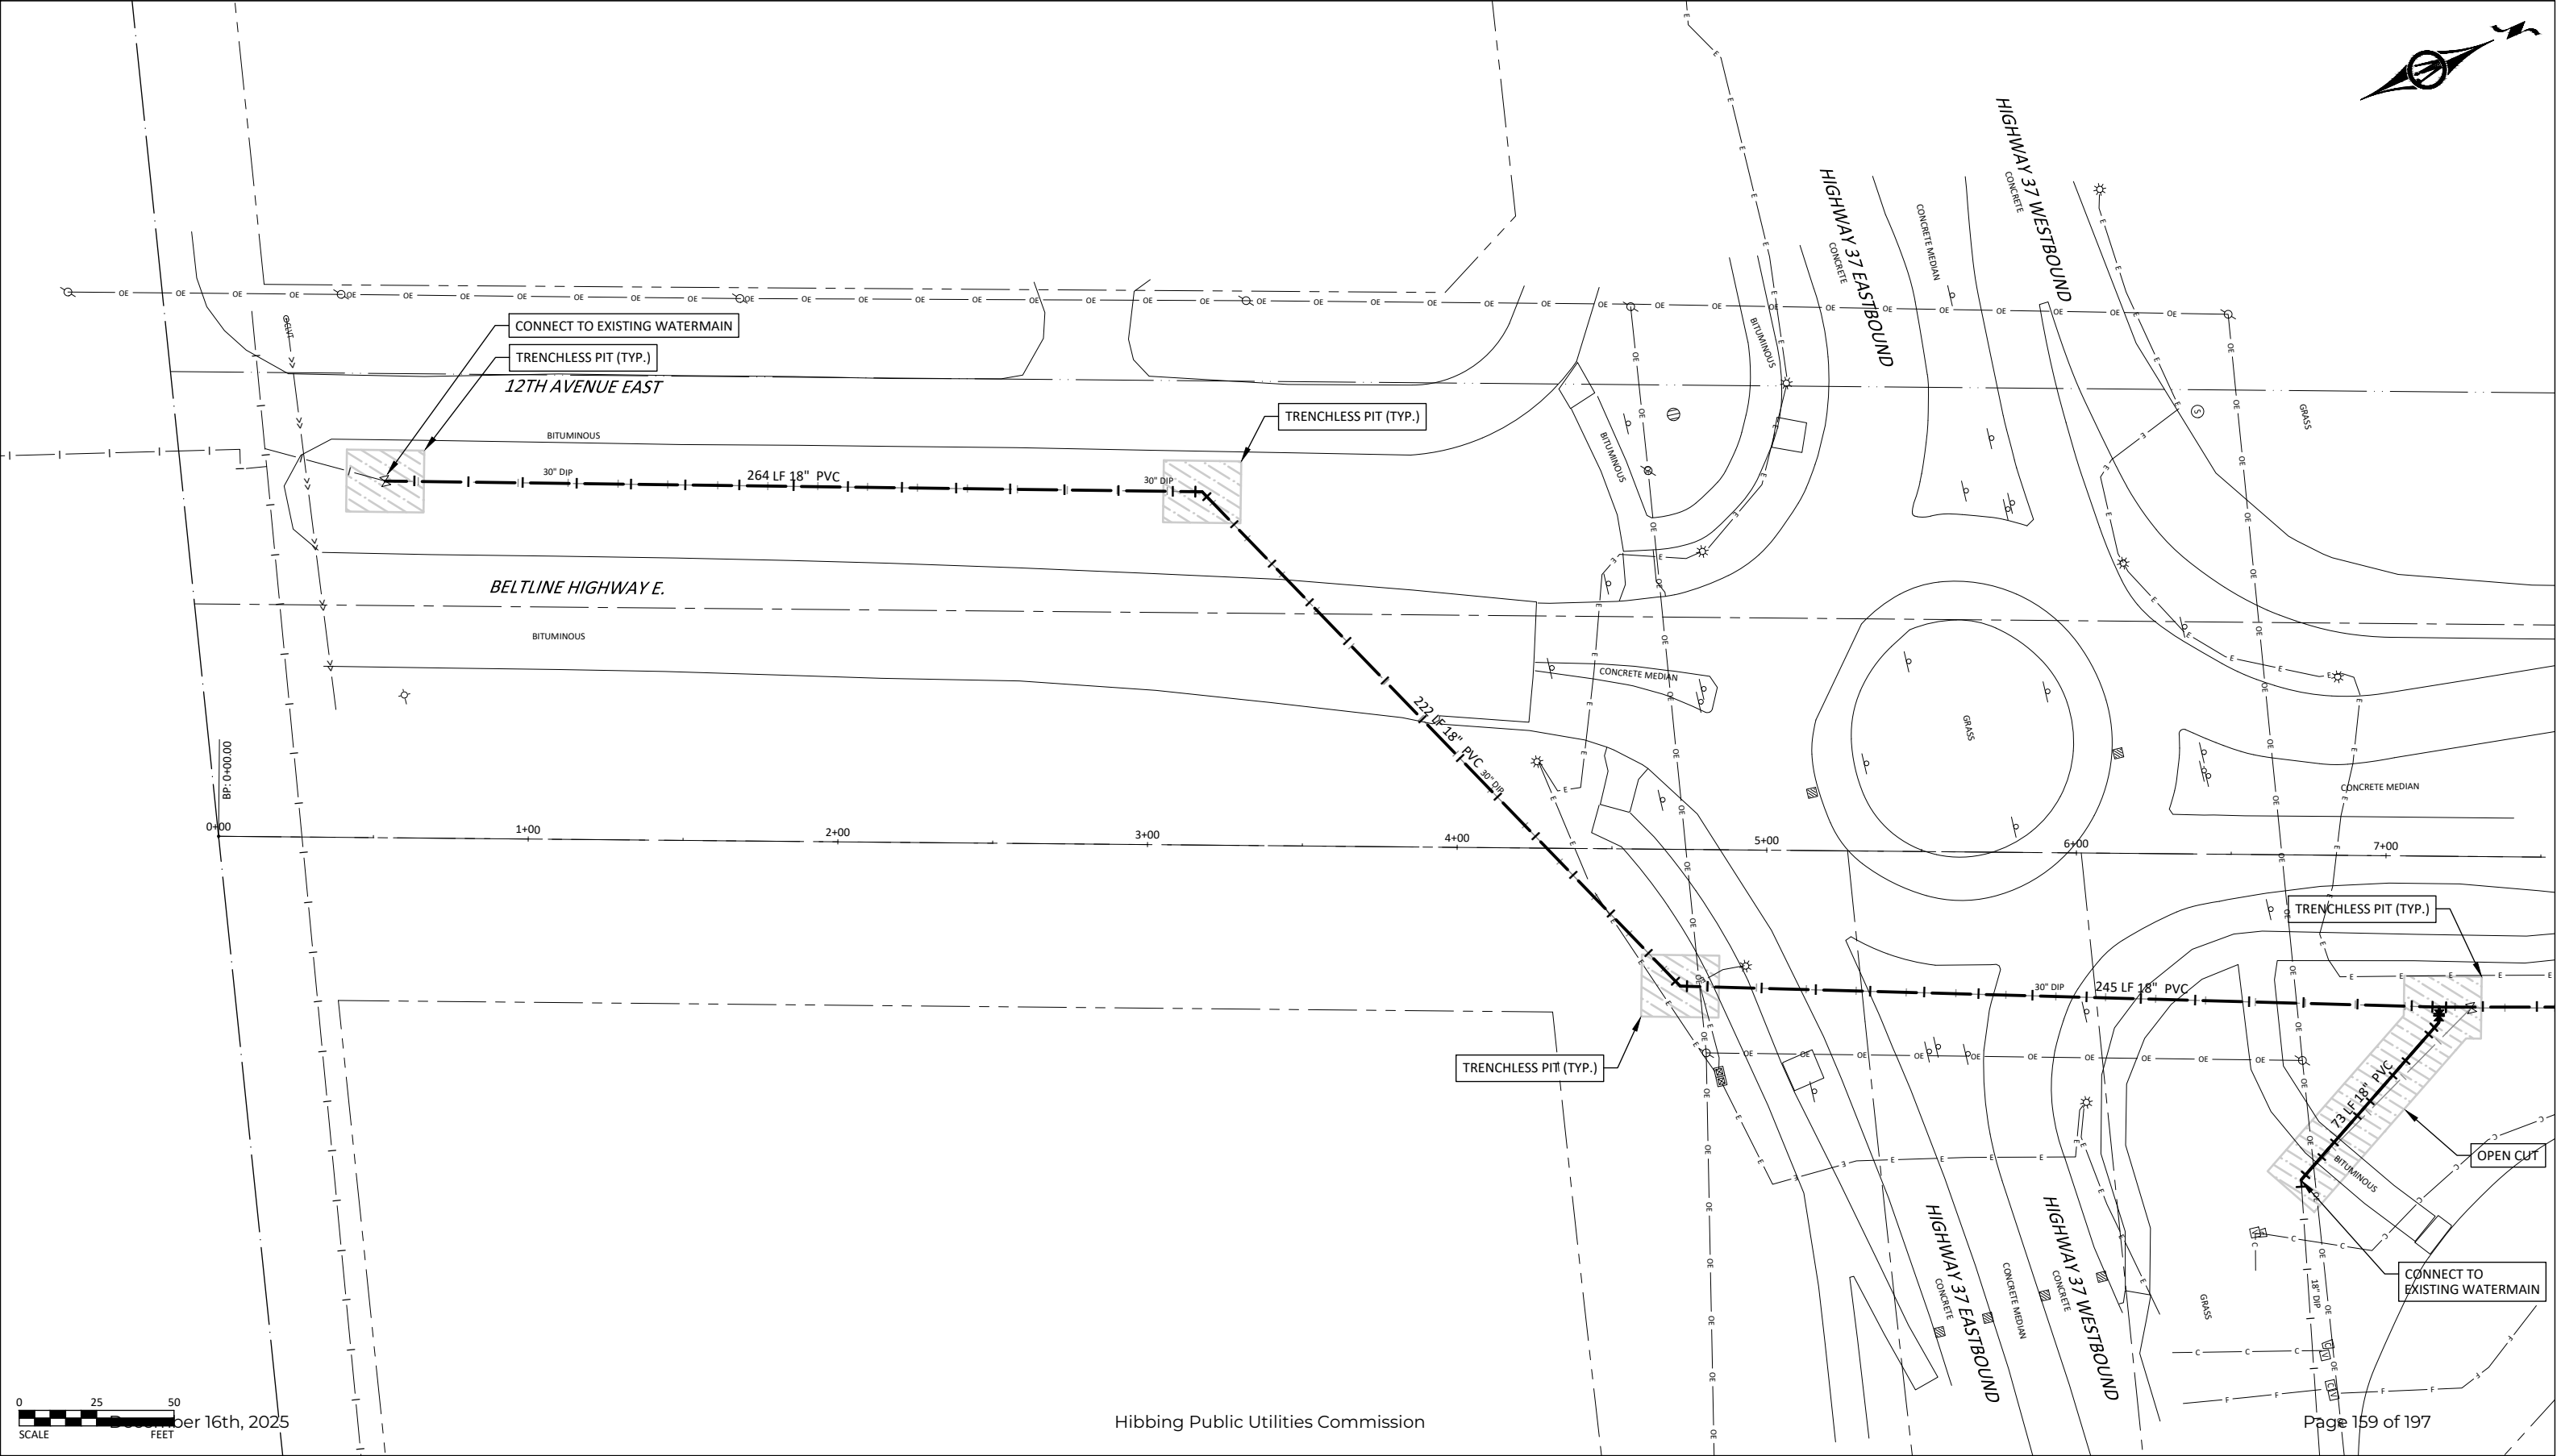 HIGHWAY 37 EASTBOUND
CONCRETE
CONCRETE MEDIAN
HIGHWAY 37 WESTBOUND
CONCRETE
CONNECT TO EXISTING WATERMAIN
TRENCHLESS PIT (TYP.)
12TH AVENUE EAST
BITUMINOUS
30" DIP
264 LF 18" PVC
30" DIP
TRENCHLESS PIT (TYP.)
BITUMINOUS
BITUMINOUS
GRASS
BELTLINE HIGHWAY E.
BITUMINOUS
CONCRETE MEDIAN
GRASS
CONCRETE MEDIAN
222 LF 18" PVC
30" DIP
BP: 0+00.00
0+00
1+00
2+00
3+00
4+00
5+00
6+00
7+00
TRENCHLESS PIT (TYP.)
30" DIP
245 LF 18" PVC
TRENCHLESS PIT (TYP.)
73 LF 18" PVC
OPEN CUT
BITUMINOUS
CONNECT TO
EXISTING WATERMAIN
18" DIP
GRASS
HIGHWAY 37 EASTBOUND
CONCRETE
CONCRETE MEDIAN
HIGHWAY 37 WESTBOUND
CONCRETE
0 25 50
SCALE FEET
December 16th, 2025
Hibbing Public Utilities Commission
Page 159 of 197